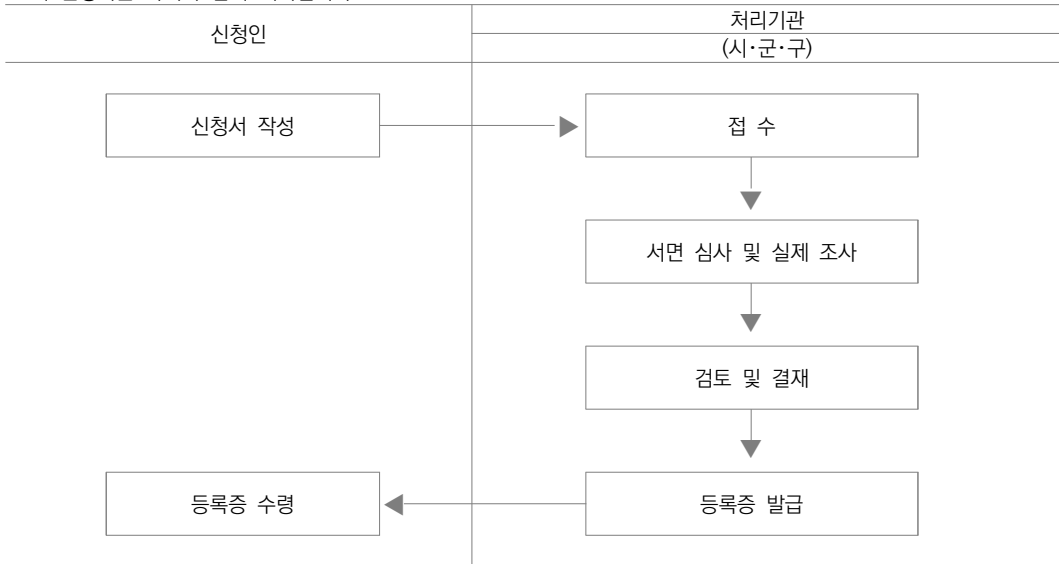 신청인
처리기관
(시·군·구)
신청서 작성
접 수
서면 심사 및 실제 조사
검토 및 결재
등록증 수령
등록증 발급